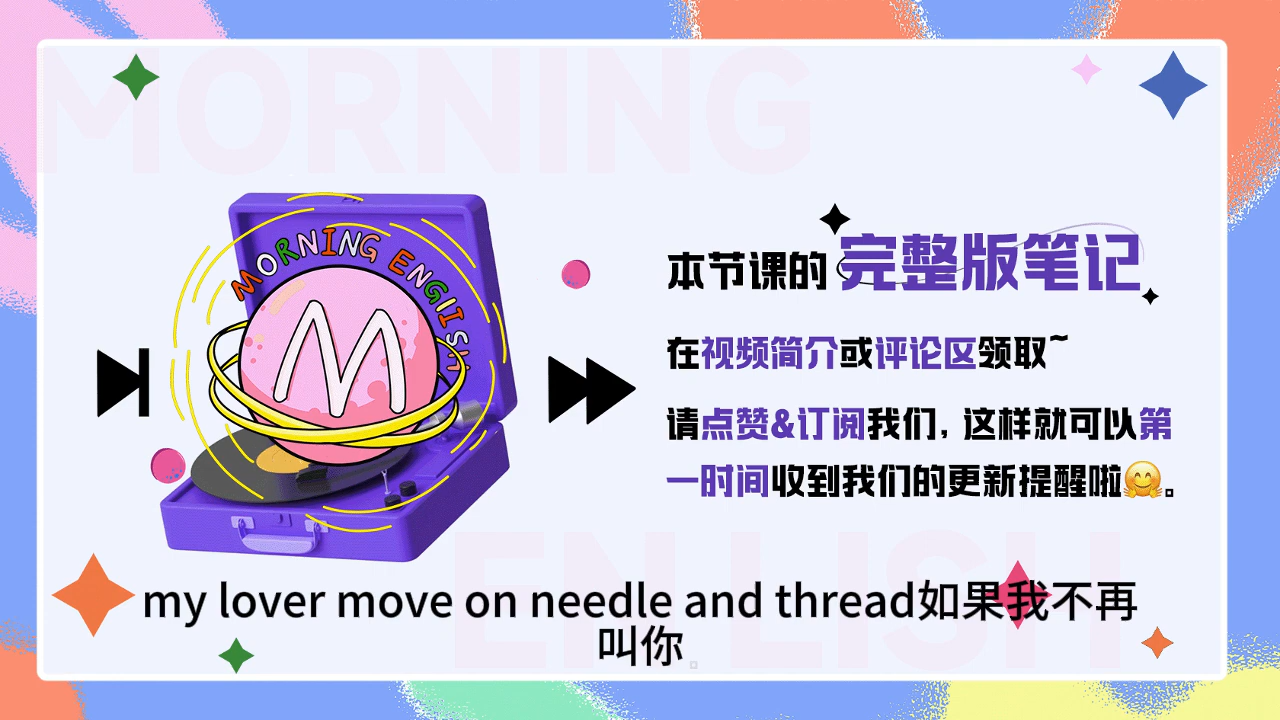 MORNING
MORNING ENGlISH
M
本节课的 完整版笔记
在视频简介或评论区领取~
请点赞&订阅我们，这样就可以第
一时间收到我们的更新提醒啦🤗。
EN LISH
my lover move on needle and thread如果我不再
叫你